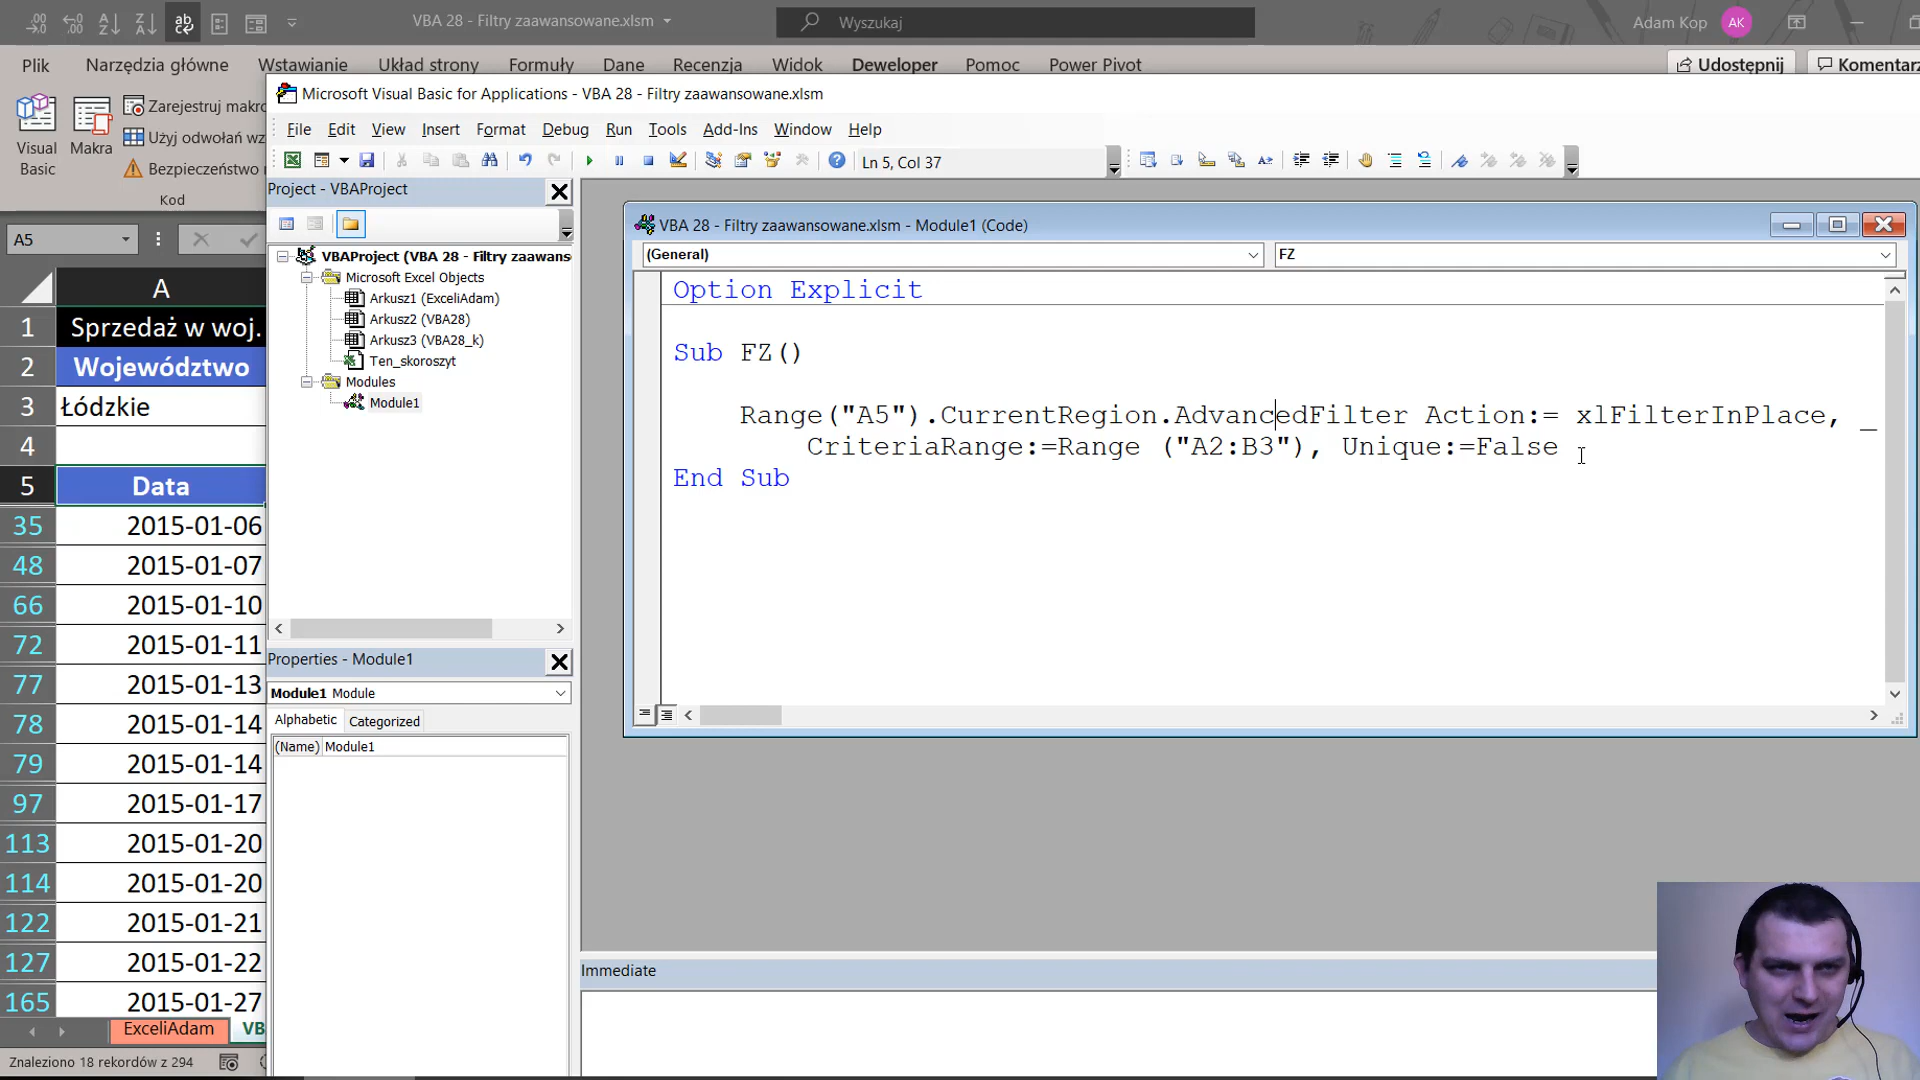 VBA 28 - Filtry zaawansowane.xlsm
Wyszukaj
Adam Kop
AK
Plik
Narzędzia główne
Wstawianie
Układ strony
Formuły
Dane
Recenzja
Widok
Deweloper
Pomoc
Power Pivot
Udostępnij
Komentarz
Visual
Basic
Makra
Zarejestruj makro
Użyj odwołań wz
Bezpieczeństwo
Kod
Microsoft Visual Basic for Applications - VBA 28 - Filtry zaawansowane.xlsm
File Edit View Insert Format Debug Run Tools Add-Ins Window Help
Ln 5, Col 37
Project - VBAProject
VBAProject (VBA 28 - Filtry zaawans
Microsoft Excel Objects
Arkusz1 (ExceliAdam)
Arkusz2 (VBA28)
Arkusz3 (VBA28_k)
Ten_skoroszyt
Modules
Module1
Properties - Module1
Module1 Module
Alphabetic Categorized
(Name) Module1
VBA 28 - Filtry zaawansowane.xlsm - Module1 (Code)
(General)
FZ
Option Explicit
Sub FZ()
Range("A5").CurrentRegion.AdvancedFilter Action:= xlFilterInPlace, _
CriteriaRange:=Range ("A2:B3"), Unique:=False
End Sub
Immediate
A5
A
1 Sprzedaż w woj.
2 Województwo
3 Łódzkie
4
5 Data
35 2015-01-06
48 2015-01-07
66 2015-01-10
72 2015-01-11
77 2015-01-13
78 2015-01-14
79 2015-01-14
97 2015-01-17
113 2015-01-20
114 2015-01-20
122 2015-01-21
127 2015-01-22
165 2015-01-27
ExceliAdam
VB
Znaleziono 18 rekordów z 294